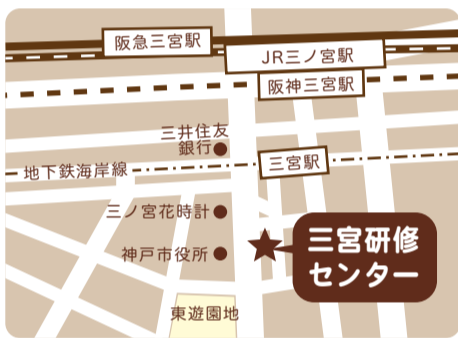 阪急三宮駅
JR三ノ宮駅
阪神三宮駅
三井住友
銀行
三宮駅
地下鉄海岸線
三ノ宮花時計
神戸市役所
三宮研修
センター
東遊園地